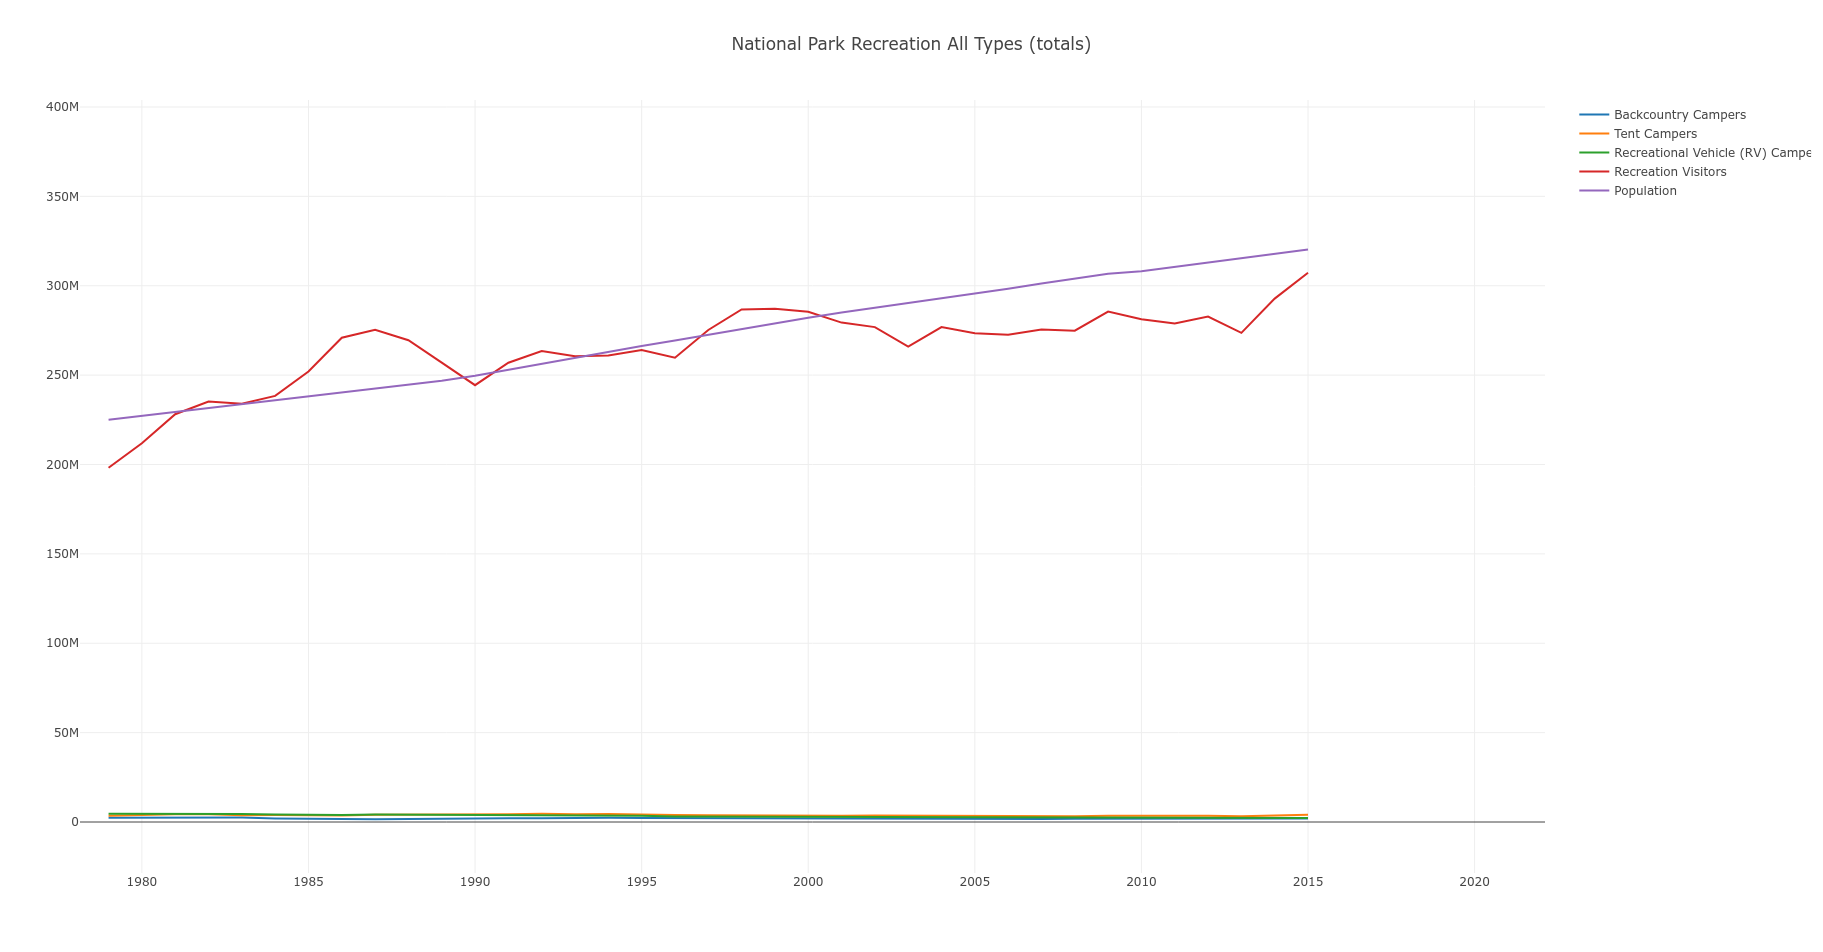 National Park Recreation All Types (totals)
400M
350M
300M
250M
200M
150M
100M
50M
0
1980 1985 1990 1995 2000 2005 2010 2015 2020
Backcountry Campers
Tent Campers
Recreational Vehicle (RV) Campe
Recreation Visitors
Population